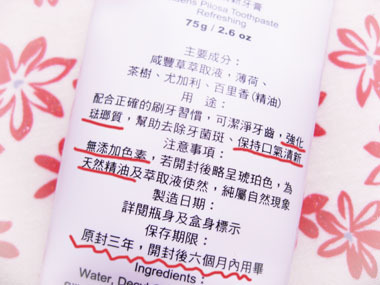 Bidens Pilosa Toothpaste
Refreshing
75g / 2.6 oz
主要成分：
咸豐草萃取液，薄荷、
茶樹、尤加利、百里香(精油)
用　途：
配合正確的刷牙習慣，可潔淨牙齒，強化
琺瑯質，幫助去除牙菌斑、保持口氣清新
注意事項：
無添加色素，若開封後略呈琥珀色，為
天然精油及萃取液使然，純屬自然現象
製造日期：
詳閱瓶身及盒身標示
保存期限：
原封三年，開封後六個月內用畢
Ingredients :
Water,